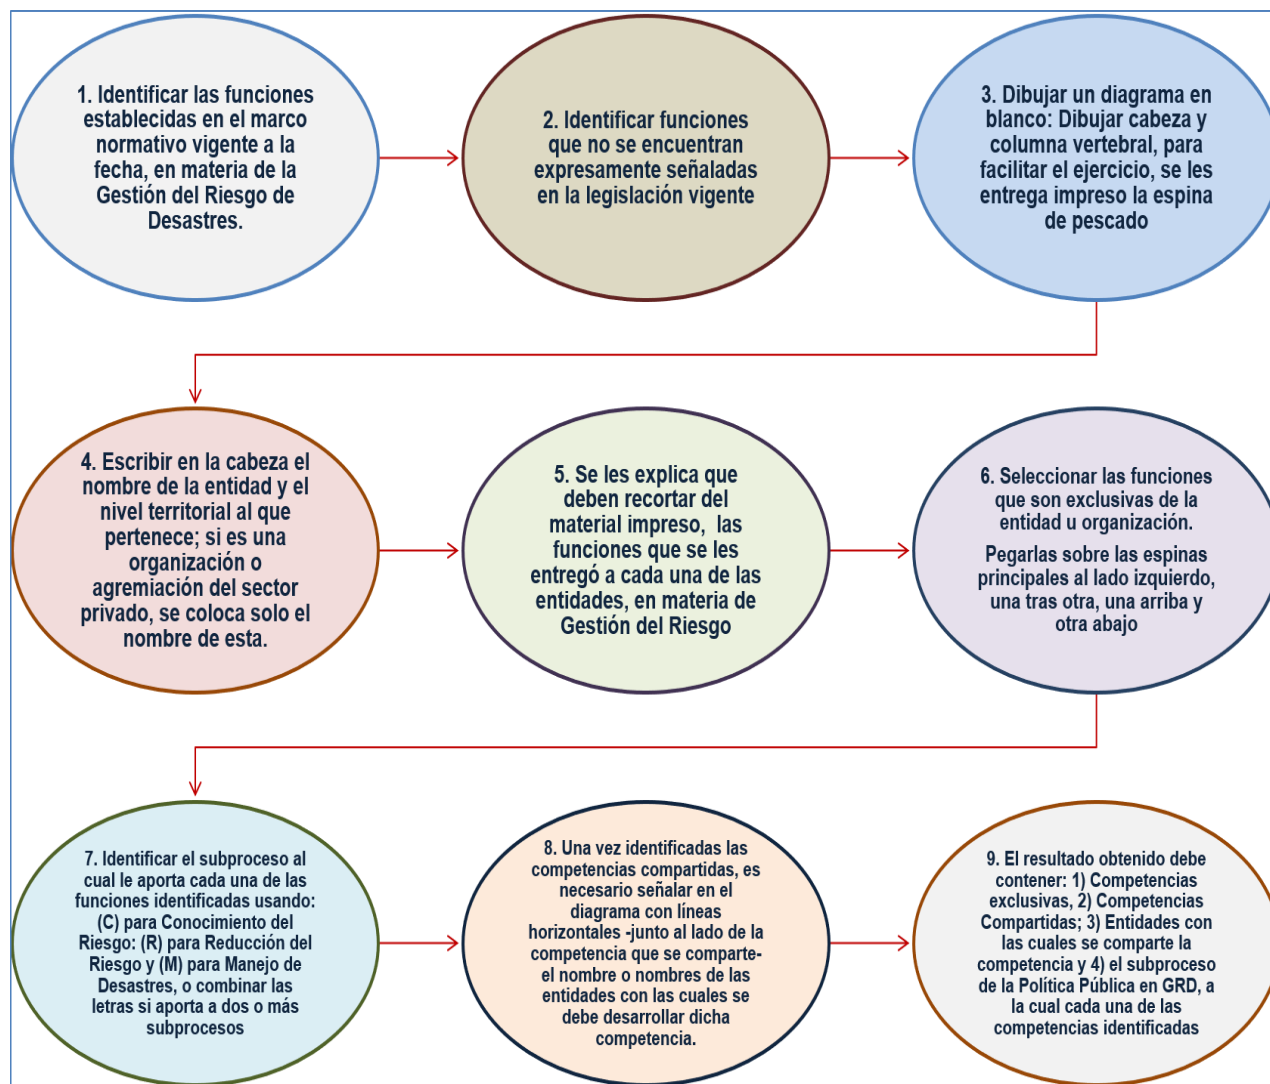 1. Identificar las funciones
establecidas en el marco
normativo vigente a la
fecha, en materia de la
Gestión del Riesgo de
Desastres.
2. Identificar funciones
que no se encuentran
expresamente señaladas
en la legislación vigente
3. Dibujar un diagrama en
blanco: Dibujar cabeza y
columna vertebral, para
facilitar el ejercicio, se les
entrega impreso la espina
de pescado
4. Escribir en la cabeza el
nombre de la entidad y el
nivel territorial al que
pertenece; si es una
organización o
agremiación del sector
privado, se coloca solo el
nombre de esta.
5. Se les explica que
deben recortar del
material impreso, las
funciones que se les
entregó a cada una de las
entidades, en materia de
Gestión del Riesgo
6. Seleccionar las funciones
que son exclusivas de la
entidad u organización.
Pegarlas sobre las espinas
principales al lado izquierdo,
una tras otra, una arriba y
otra abajo
7. Identificar el subproceso al
cual le aporta cada una de las
funciones identificadas usando:
(C) para Conocimiento del
Riesgo: (R) para Reducción del
Riesgo y (M) para Manejo de
Desastres, o combinar las
letras si aporta a dos o más
subprocesos
8. Una vez identificadas las
competencias compartidas, es
necesario señalar en el
diagrama con líneas
horizontales -junto al lado de la
competencia que se comparte-
el nombre o nombres de las
entidades con las cuales se
debe desarrollar dicha
competencia.
9. El resultado obtenido debe
contener: 1) Competencias
exclusivas, 2) Competencias
Compartidas; 3) Entidades con
las cuales se comparte la
competencia y 4) el subproceso
de la Política Pública en GRD, a
la cual cada una de las
competencias identificadas